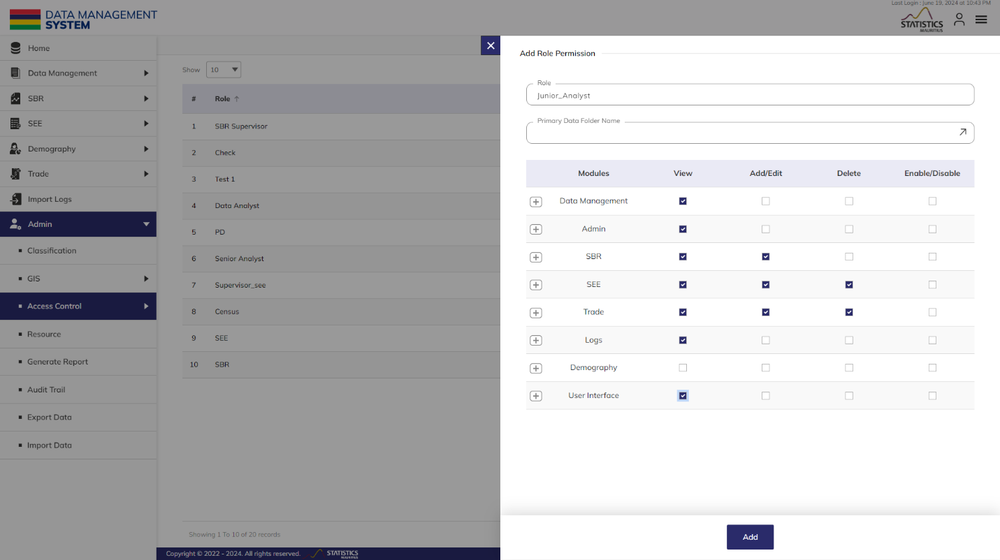 Last Login : June 19, 2024 at 10:43 PM
DATA MANAGEMENT
SYSTEM
STATISTICS
MAURITIUS
Home
Data Management
SBR
SEE
Demography
Trade
Import Logs
Admin
Classification
GIS
Access Control
Resource
Generate Report
Audit Trail
Export Data
Import Data
Show 10
# Role
1 SBR Supervisor
2 Check
3 Test 1
4 Data Analyst
5 PD
6 Senior Analyst
7 Supervisor_see
8 Census
9 SEE
10 SBR
Showing 1 To 10 of 20 records
Copyright © 2022 - 2024. All rights reserved.
STATISTICS
MAURITIUS
Add Role Permission
Role
Junior_Analyst
Primary Data Folder Name
Modules View Add/Edit Delete Enable/Disable
Data Management
Admin
SBR
SEE
Trade
Logs
Demography
User Interface
Add